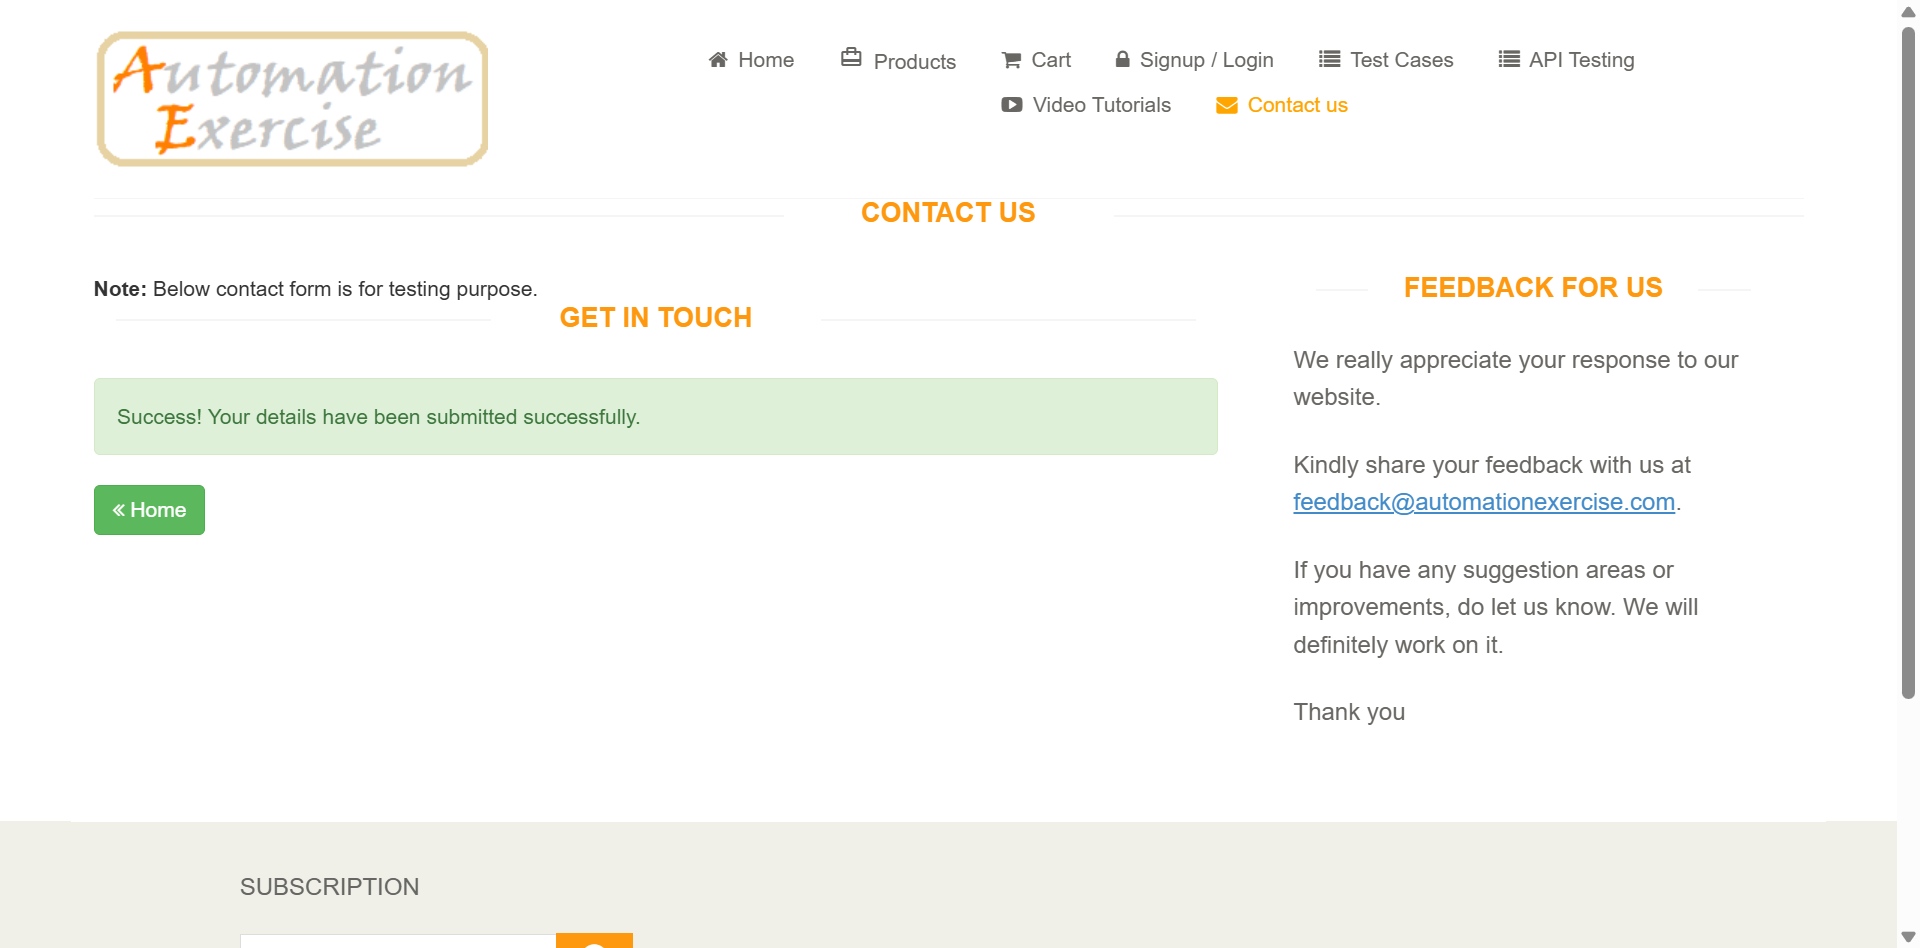 Automation
Exercise
Home
Products
Cart
Signup / Login
Test Cases
API Testing
Video Tutorials
Contact us
CONTACT US
Note: Below contact form is for testing purpose.
GET IN TOUCH
Success! Your details have been submitted successfully.
« Home
FEEDBACK FOR US
We really appreciate your response to our
website.
Kindly share your feedback with us at
feedback@automationexercise.com.
If you have any suggestion areas or
improvements, do let us know. We will
definitely work on it.
Thank you
SUBSCRIPTION